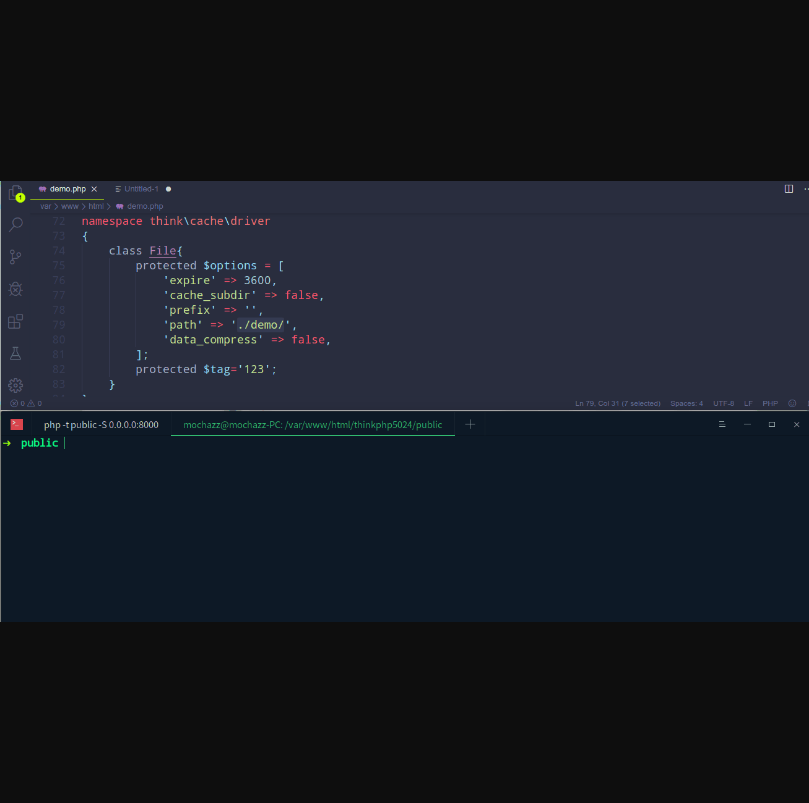 1
demo.php
Untitled-1
var > www > html > demo.php
72 namespace think\cache\driver
73 {
74 class File{
75 protected $options = [
76 'expire' => 3600,
77 'cache_subdir' => false,
78 'prefix' => '',
79 'path' => './demo/',
80 'data_compress' => false,
81 ];
82 protected $tag='123';
83 }
0 0 Ln 79, Col 31 (7 selected) Spaces: 4 UTF-8 LF PHP
php -t public -S 0.0.0.0:8000 mochazz@mochazz-PC: /var/www/html/thinkphp5024/public
→ public